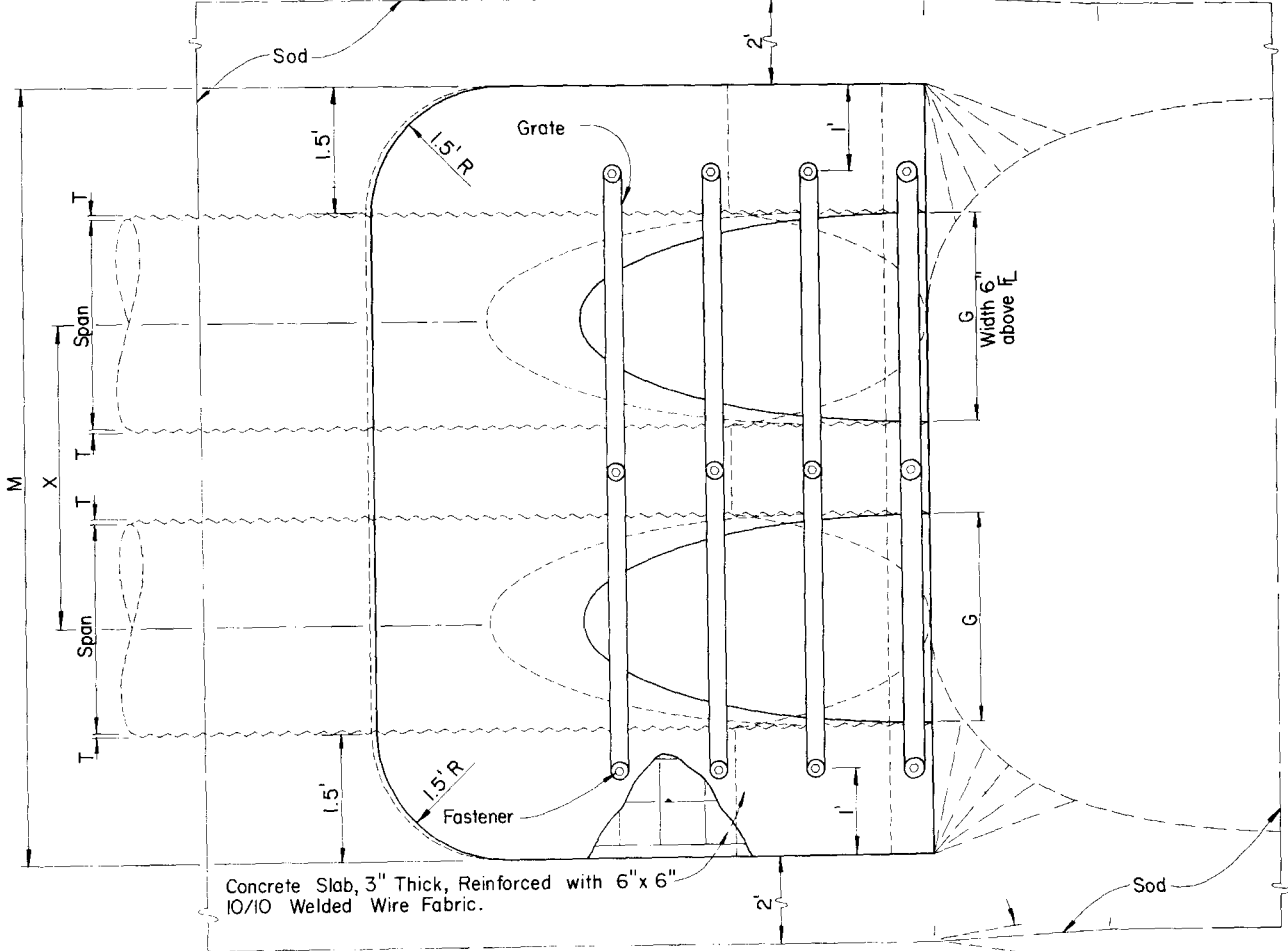 2'
Sod
1.5'
1.5' R
Grate
1'
T
Span
G
Width 6"
above FL
T
M
X
T
Span
G
T
1.5'
1.5' R
Fastener
1'
Concrete Slab, 3" Thick, Reinforced with 6"x 6"
10/10 Welded Wire Fabric.
2'
Sod